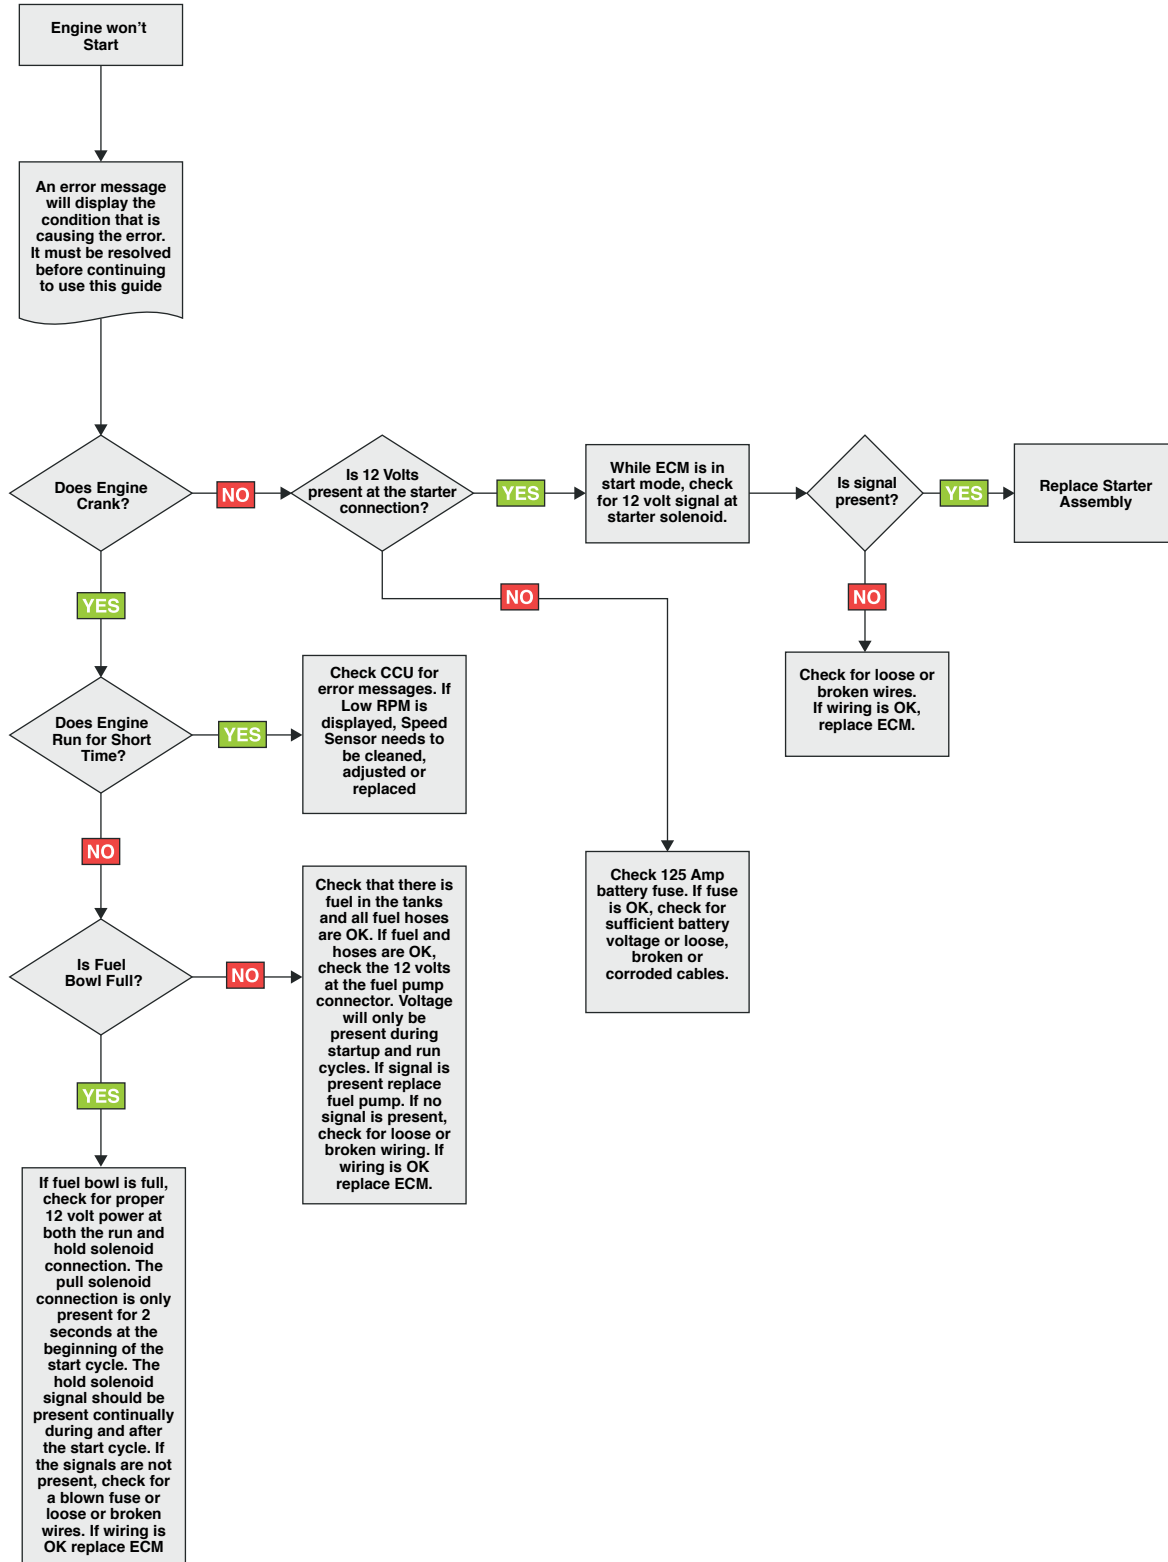 Engine won't
Start
An error message
will display the
condition that is
causing the error.
It must be resolved
before continuing
to use this guide
Does Engine
Crank?
NO
Is 12 Volts
present at the starter
connection?
YES
While ECM is in
start mode, check
for 12 volt signal at
starter solenoid.
Is signal
present?
YES
Replace Starter
Assembly
YES
NO
NO
Does Engine
Run for Short
Time?
YES
Check CCU for
error messages. If
Low RPM is
displayed, Speed
Sensor needs to
be cleaned,
adjusted or
replaced
Check for loose or
broken wires.
If wiring is OK,
replace ECM.
NO
Check 125 Amp
battery fuse. If fuse
is OK, check for
sufficient battery
voltage or loose,
broken or
corroded cables.
Is Fuel
Bowl Full?
NO
Check that there is
fuel in the tanks
and all fuel hoses
are OK. If fuel and
hoses are OK,
check the 12 volts
at the fuel pump
connector. Voltage
will only be
present during
startup and run
cycles. If signal is
present replace
fuel pump. If no
signal is present,
check for loose or
broken wiring. If
wiring is OK
replace ECM.
YES
If fuel bowl is full,
check for proper
12 volt power at
both the run and
hold solenoid
connection. The
pull solenoid
connection is only
present for 2
seconds at the
beginning of the
start cycle. The
hold solenoid
signal should be
present continually
during and after
the start cycle. If
the signals are not
present, check for
a blown fuse or
loose or broken
wires. If wiring is
OK replace ECM